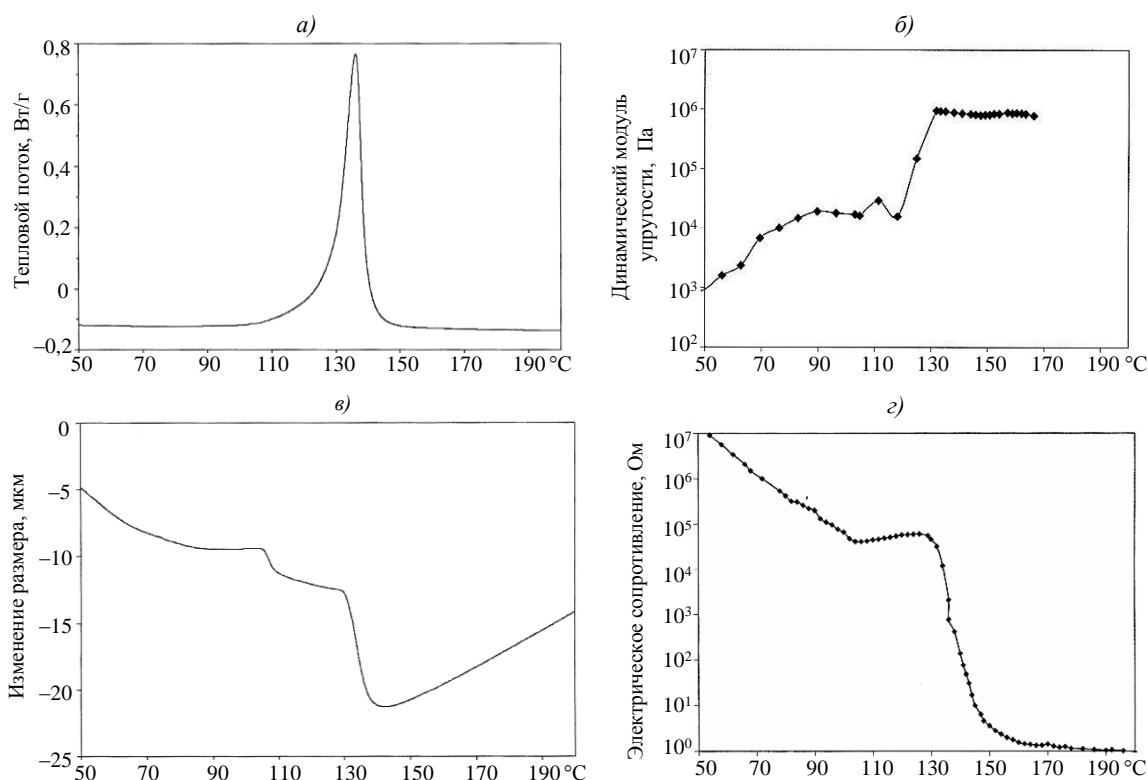 а)
Тепловой поток, Вт/г
0,8
0,6
0,4
0,2
0
–0,2
50 70 90 110 130 150 170 190 °C
б)
Динамический модуль
упругости, Па
10⁷
10⁶
10⁵
10⁴
10³
10²
50 70 90 110 130 150 170 190 °C
в)
Изменение размера, мкм
0
–5
–10
–15
–20
–25
50 70 90 110 130 150 170 190 °C
г)
Электрическое сопротивление, Ом
10⁷
10⁶
10⁵
10⁴
10³
10²
10¹
10⁰
50 70 90 110 130 150 170 190 °C